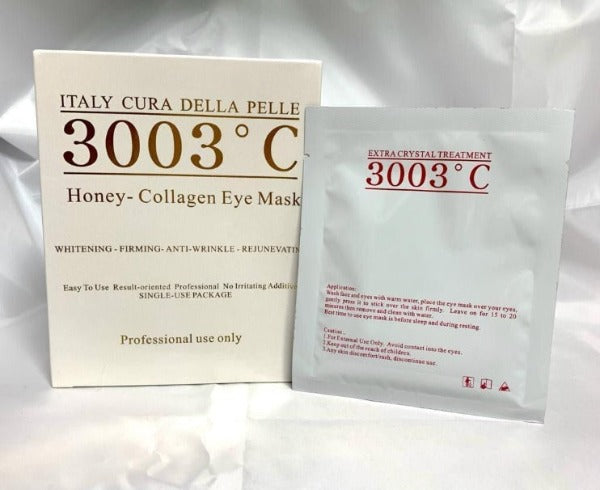 ITALY CURA DELLA PELLE
3003°C
Honey- Collagen Eye Mask
WHITENING - FIRMING- ANTI-WRINKLE - REJUNEVATIN
Easy To Use Result-oriented Professional No Irritating Additiv
SINGLE-USE PACKAGE
Professional use only
EXTRA CRYSTAL TREATMENT
3003°C
Application:
Wash face and eyes with warm water, place the eye mask over your eyes,
gently press it to stick over the skin firmly. Leave on for 15 to 20
minutes then remove and clean with water.
Best time to use eye mask is before sleep and during resting.
Caution:
1.For External Use Only. Avoid contact into the eyes.
2.Keep out of the reach of children.
3.Any skin discomfort/rash, discontinue use.